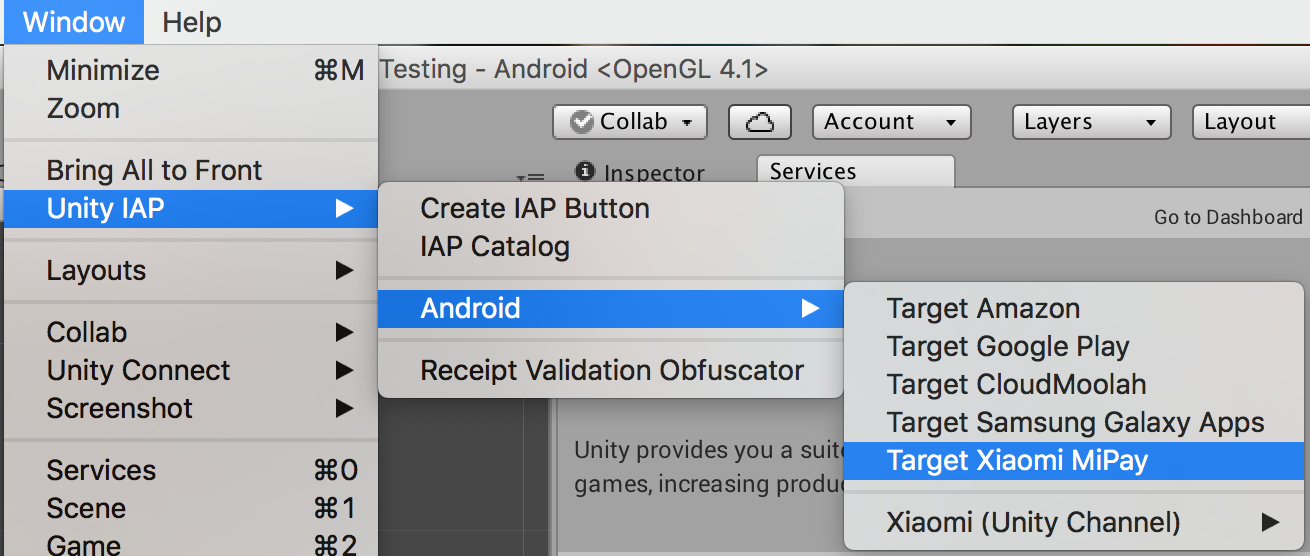 Window Help
Minimize ⌘M
Zoom
Bring All to Front
Unity IAP
Layouts
Collab
Unity Connect
Screenshot
Services ⌘0
Scene ⌘1
Game ⌘2
Testing - Android <OpenGL 4.1>
Collab Account Layers Layout
Inspector Services
Go to Dashboard
Create IAP Button
IAP Catalog
Android
Receipt Validation Obfuscator
Target Amazon
Target Google Play
Target CloudMoolah
Target Samsung Galaxy Apps
Target Xiaomi MiPay
Xiaomi (Unity Channel)
Unity provides you a suite
games, increasing produc